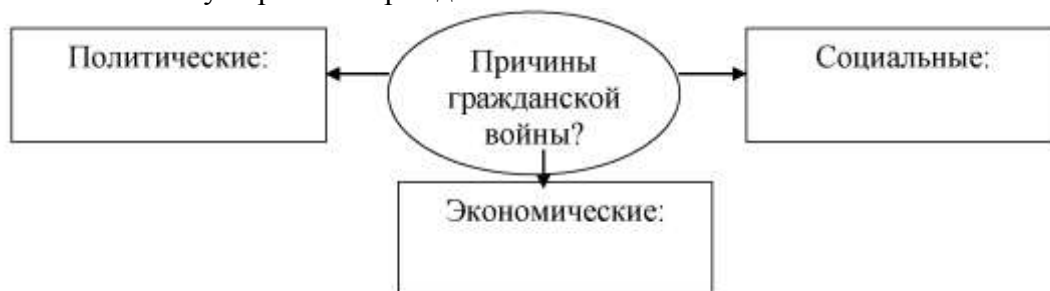 Политические:
Причины
гражданской
войны?
Социальные:
Экономические: